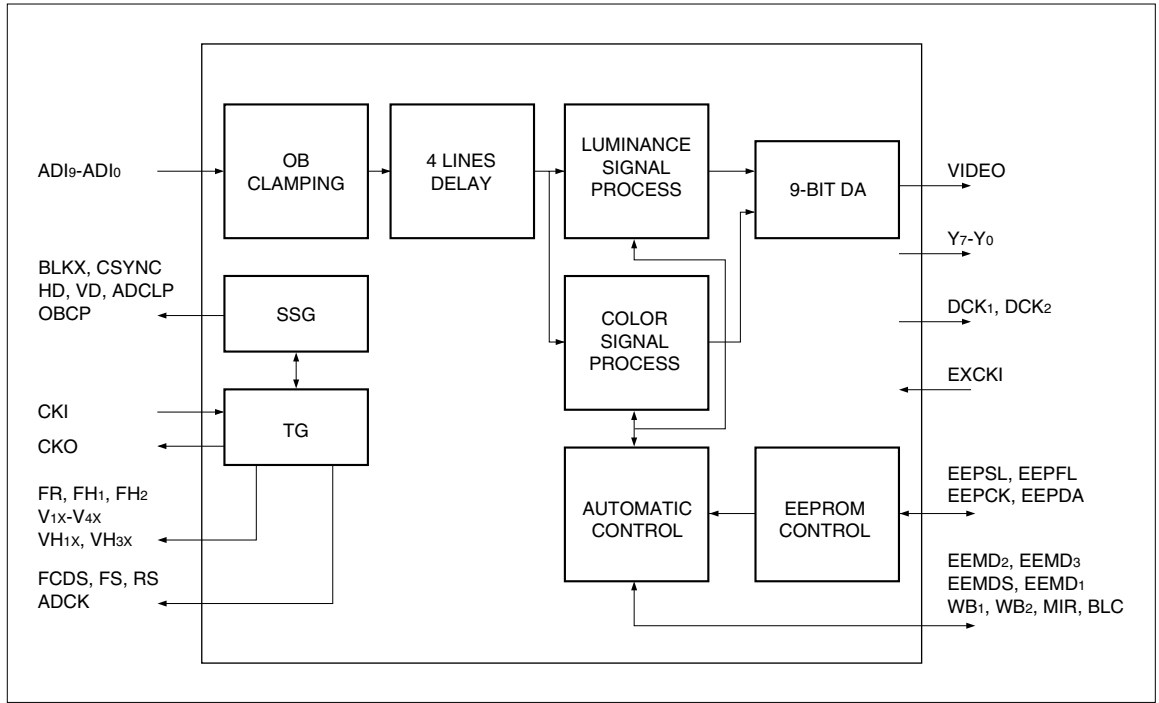 ADI9-ADI0
OB
CLAMPING
4 LINES
DELAY
LUMINANCE
SIGNAL
PROCESS
9-BIT DA
VIDEO
Y7-Y0
BLKX, CSYNC
HD, VD, ADCLP
OBCP
SSG
COLOR
SIGNAL
PROCESS
DCK1, DCK2
EXCKI
CKI
CKO
TG
FR, FH1, FH2
V1X-V4X
VH1X, VH3X
FCDS, FS, RS
ADCK
AUTOMATIC
CONTROL
EEPROM
CONTROL
EEPSL, EEPFL
EEPCK, EEPDA
EEMD2, EEMD3
EEMDS, EEMD1
WB1, WB2, MIR, BLC